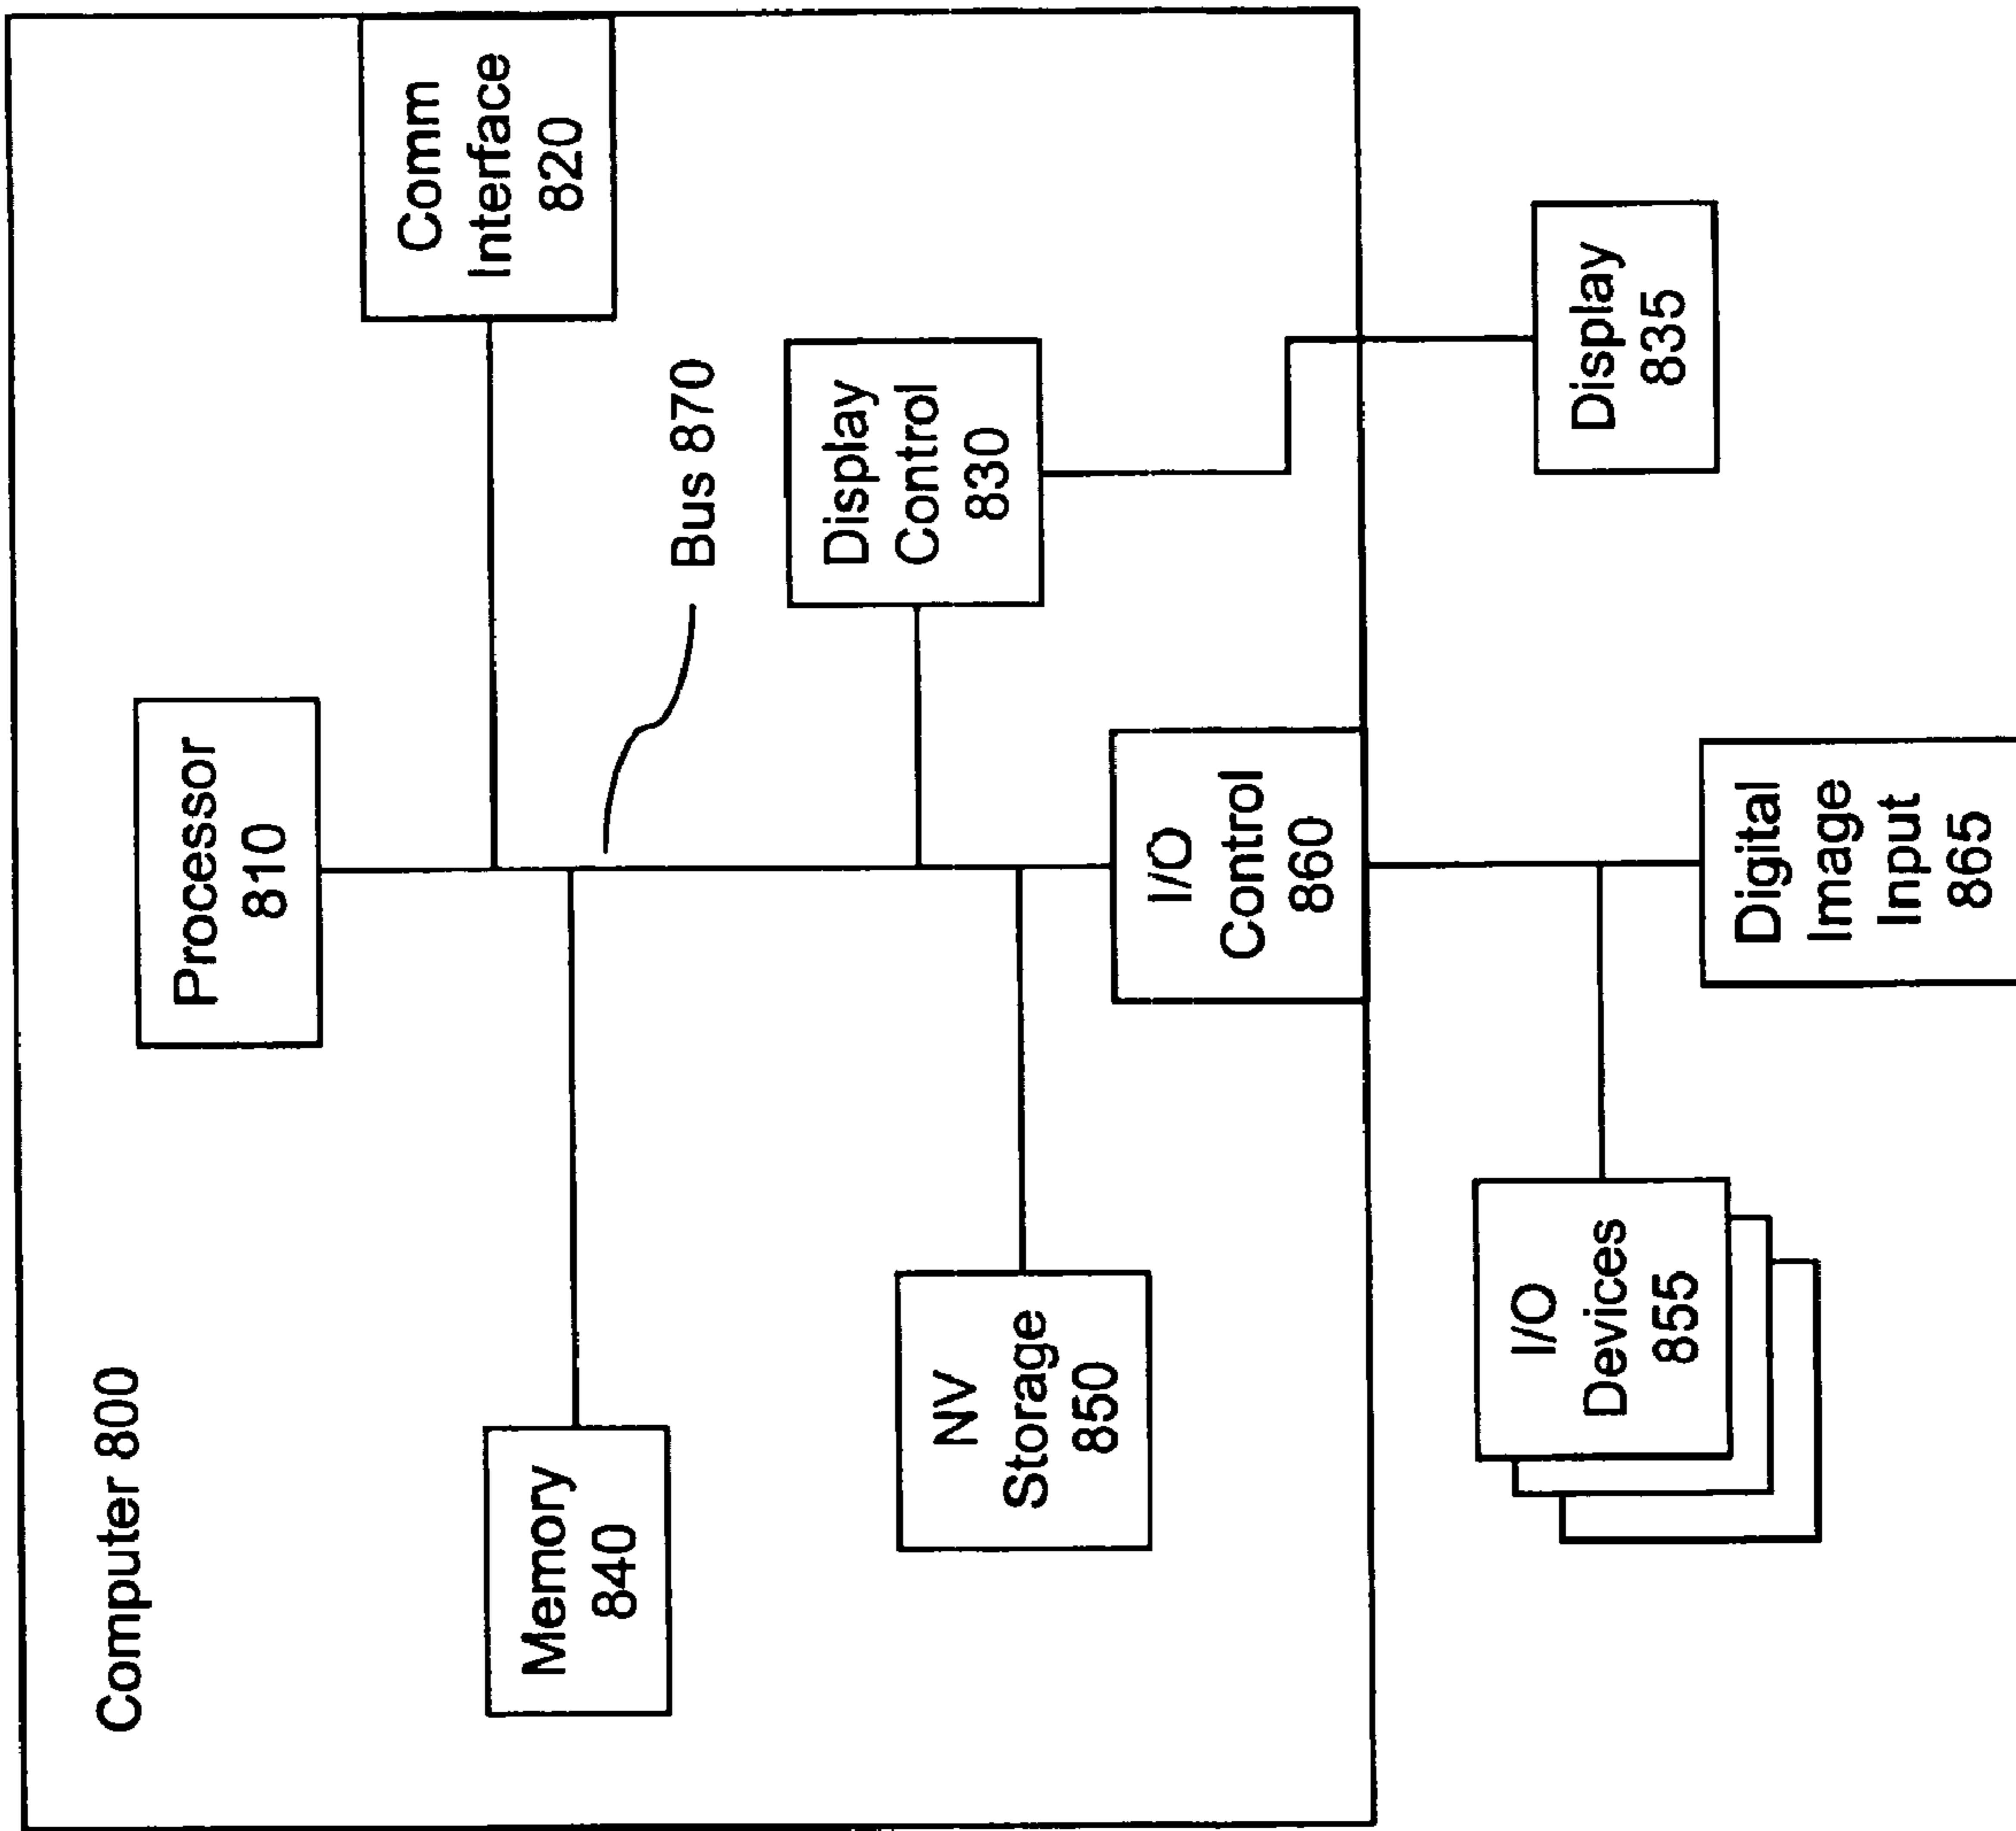 Computer 800
Processor
810
Comm
Interface
820
Memory
840
Bus 870
Display
Control
830
NV
Storage
850
I/O
Control
860
I/O
Devices
855
Digital
Image
Input
865
Display
835